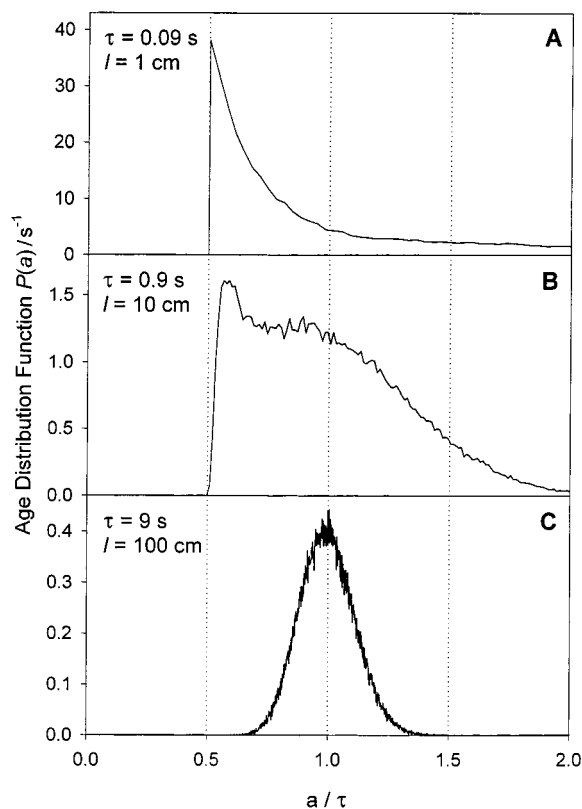 τ = 0.09 s
l = 1 cm
A
40
30
20
10
0
τ = 0.9 s
l = 10 cm
B
1.5
1.0
0.5
0.0
τ = 9 s
l = 100 cm
C
0.4
0.3
0.2
0.1
0.0
Age Distribution Function P(a)/s⁻¹
0.0 0.5 1.0 1.5 2.0
a / τ